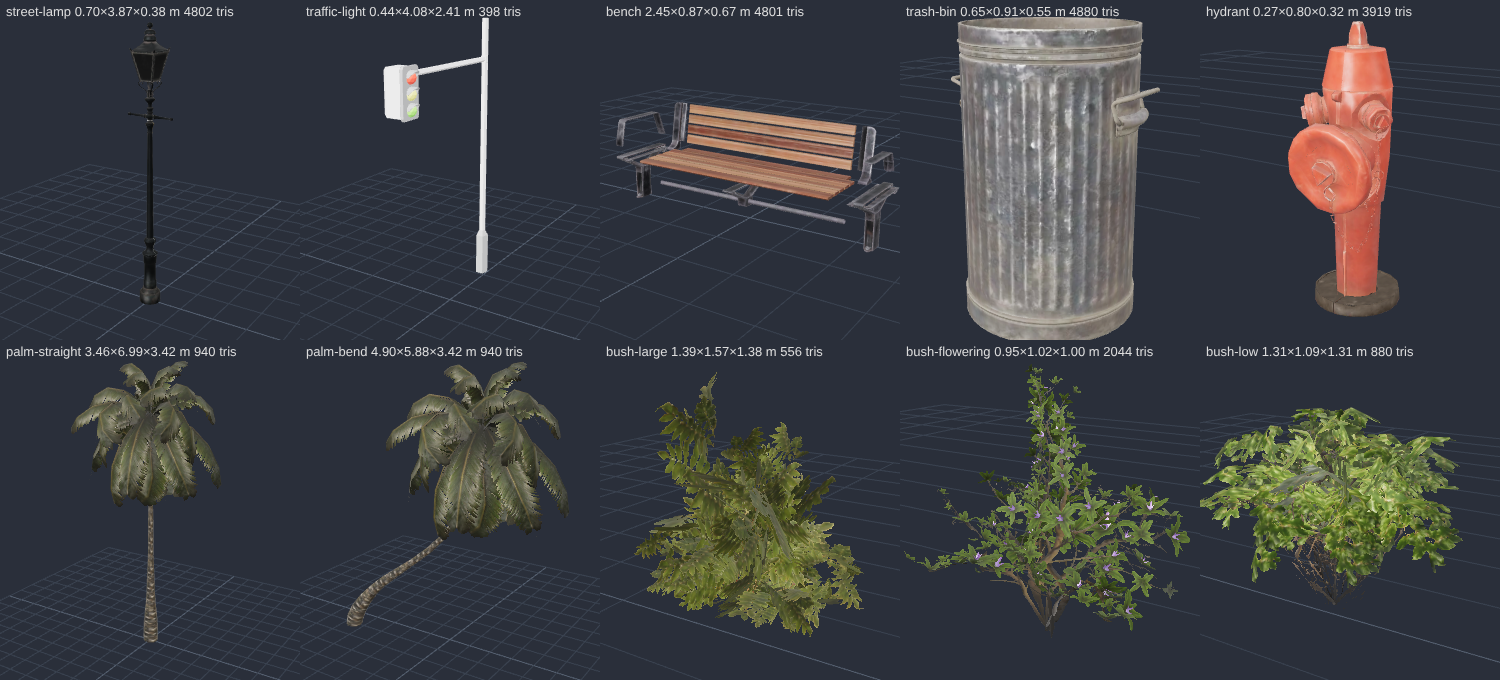 street-lamp 0.70×3.87×0.38 m 4802 tris
traffic-light 0.44×4.08×2.41 m 398 tris
bench 2.45×0.87×0.67 m 4801 tris
trash-bin 0.65×0.91×0.55 m 4880 tris
hydrant 0.27×0.80×0.32 m 3919 tris
palm-straight 3.46×6.99×3.42 m 940 tris
palm-bend 4.90×5.88×3.42 m 940 tris
bush-large 1.39×1.57×1.38 m 556 tris
bush-flowering 0.95×1.02×1.00 m 2044 tris
bush-low 1.31×1.09×1.31 m 880 tris